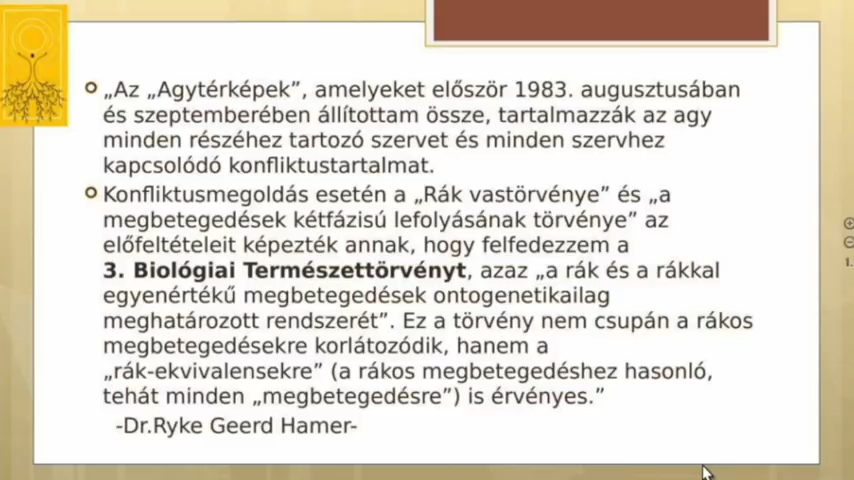 „Az „Agytérképek”, amelyeket először 1983. augusztusában
és szeptemberében állítottam össze, tartalmazzák az agy
minden részéhez tartozó szervet és minden szervhez
kapcsolódó konfliktustartalmat.
Konfliktusmegoldás esetén a „Rák vastörvénye” és „a
megbetegedések kétfázisú lefolyásának törvénye” az
előfeltételeit képezték annak, hogy felfedezzem a
3. Biológiai Természettörvényt, azaz „a rák és a rákkal
egyenértékű megbetegedések ontogenetikailag
meghatározott rendszerét”. Ez a törvény nem csupán a rákos
megbetegedésekre korlátozódik, hanem a
„rák-ekvivalensekre” (a rákos megbetegedéshez hasonló,
tehát minden „megbetegedésre”) is érvényes.”
-Dr.Ryke Geerd Hamer-
1.